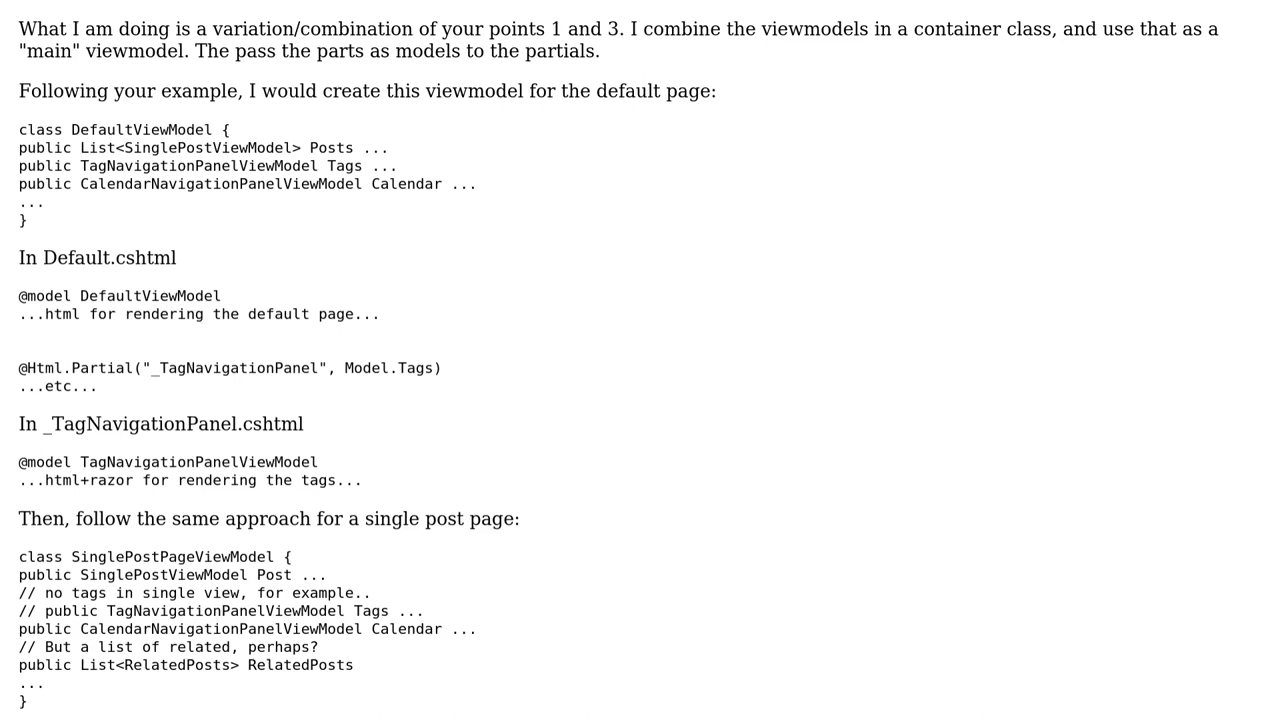 What I am doing is a variation/combination of your points 1 and 3. I combine the viewmodels in a container class, and use that as a
"main" viewmodel. The pass the parts as models to the partials.
Following your example, I would create this viewmodel for the default page:
class DefaultViewModel {
public List<SinglePostViewModel> Posts ...
public TagNavigationPanelViewModel Tags ...
public CalendarNavigationPanelViewModel Calendar ...
...
}
In Default.cshtml
@model DefaultViewModel
...html for rendering the default page...
@Html.Partial("_TagNavigationPanel", Model.Tags)
...etc...
In _TagNavigationPanel.cshtml
@model TagNavigationPanelViewModel
...html+razor for rendering the tags...
Then, follow the same approach for a single post page:
class SinglePostPageViewModel {
public SinglePostViewModel Post ...
// no tags in single view, for example..
// public TagNavigationPanelViewModel Tags ...
public CalendarNavigationPanelViewModel Calendar ...
// But a list of related, perhaps?
public List<RelatedPosts> RelatedPosts
...
}